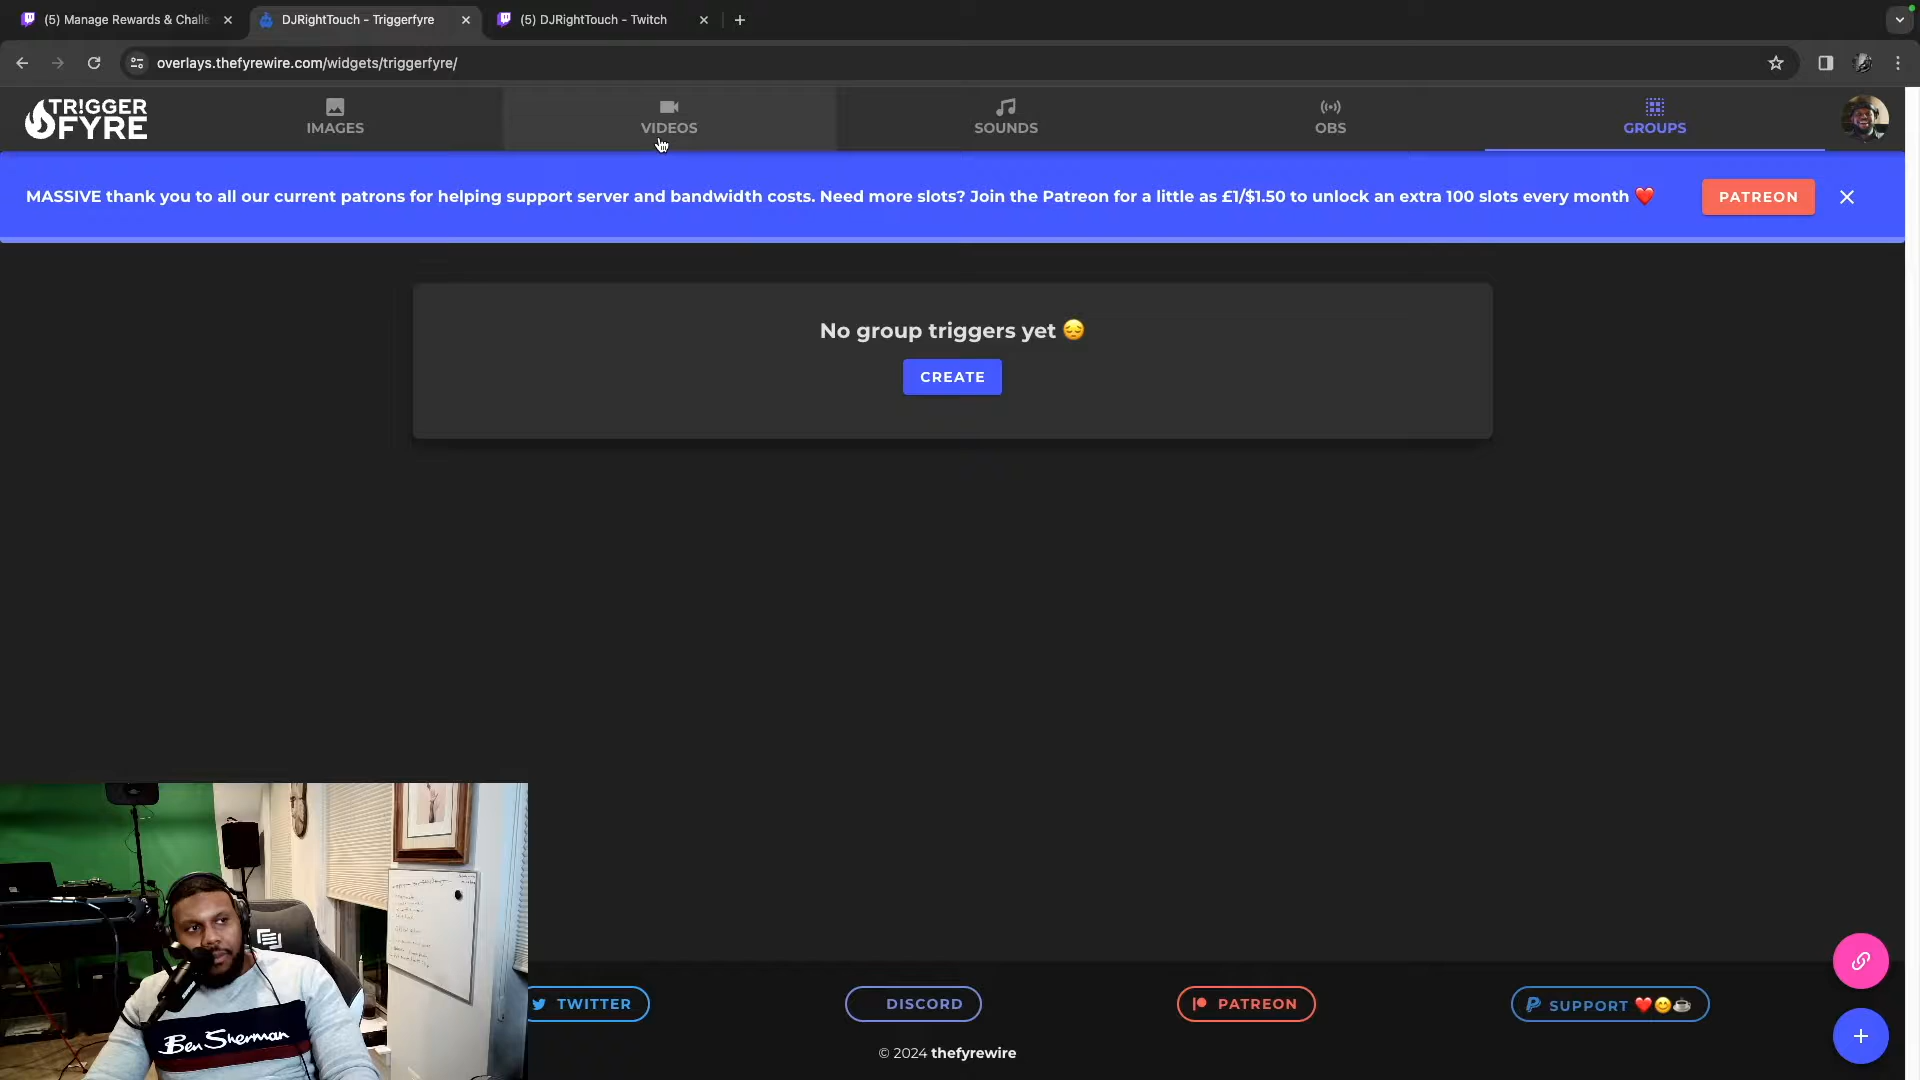 (5) Manage Rewards & Challe
DJRightTouch - Triggerfyre
(5) DJRightTouch - Twitch
overlays.thefyrewire.com/widgets/triggerfyre/
TR!GGER
FYRE
IMAGES
VIDEOS
SOUNDS
OBS
GROUPS
MASSIVE thank you to all our current patrons for helping support server and bandwidth costs. Need more slots? Join the Patreon for a little as £1/$1.50 to unlock an extra 100 slots every month ❤️
PATREON
No group triggers yet 😔
CREATE
TWITTER
DISCORD
PATREON
SUPPORT ❤️😊☕
© 2024 thefyrewire
Ben Sherman